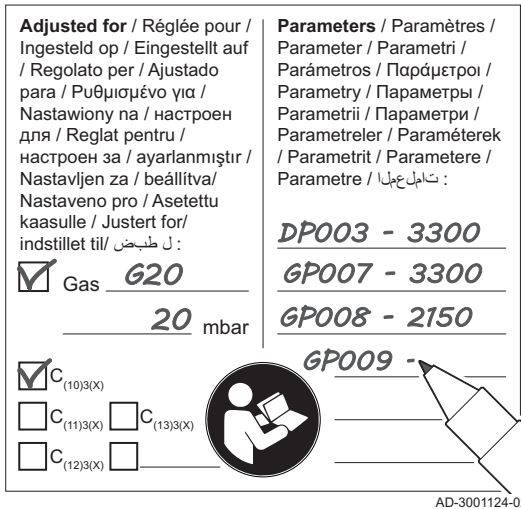 Adjusted for / Réglée pour /
Ingesteld op / Eingestellt auf
/ Regolato per / Ajustado
para / Ρυθμισμένο για /
Nastawiony na / настроен
для / Reglat pentru /
настроен за / ayarlanmıştır /
Nastavljen za / beállítva/
Nastaveno pro / Asetettu
kaasulle / Justert for/
indstillet til/ ل طبض :
Gas G20
20 mbar
C(10)3(X)
C(11)3(X) C(13)3(X)
C(12)3(X)
Parameters / Paramètres /
Parameter / Parametri /
Parámetros / Παράμετροι /
Parametry / Параметры /
Parametrii / Параметри /
Parametreler / Paraméterek
/ Parametrit / Parametere /
Parametre / تاملعملا :
DP003 - 3300
GP007 - 3300
GP008 - 2150
GP009 -
AD-3001124-02